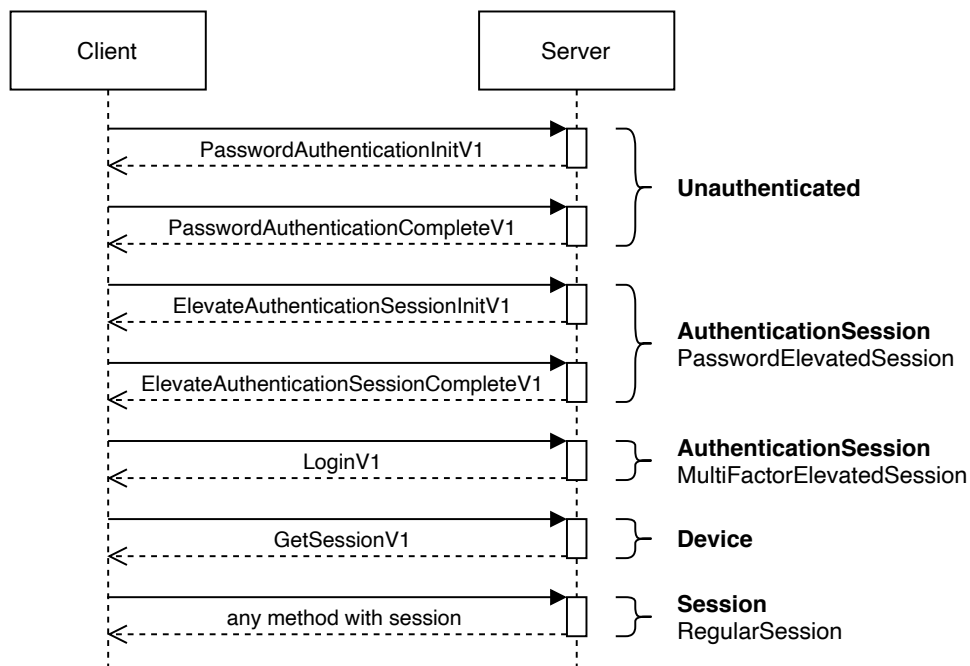 Client
Server
PasswordAuthenticationInitV1
Unauthenticated
PasswordAuthenticationCompleteV1
ElevateAuthenticationSessionInitV1
AuthenticationSession
PasswordElevatedSession
ElevateAuthenticationSessionCompleteV1
LoginV1
AuthenticationSession
MultiFactorElevatedSession
GetSessionV1
Device
any method with session
Session
RegularSession